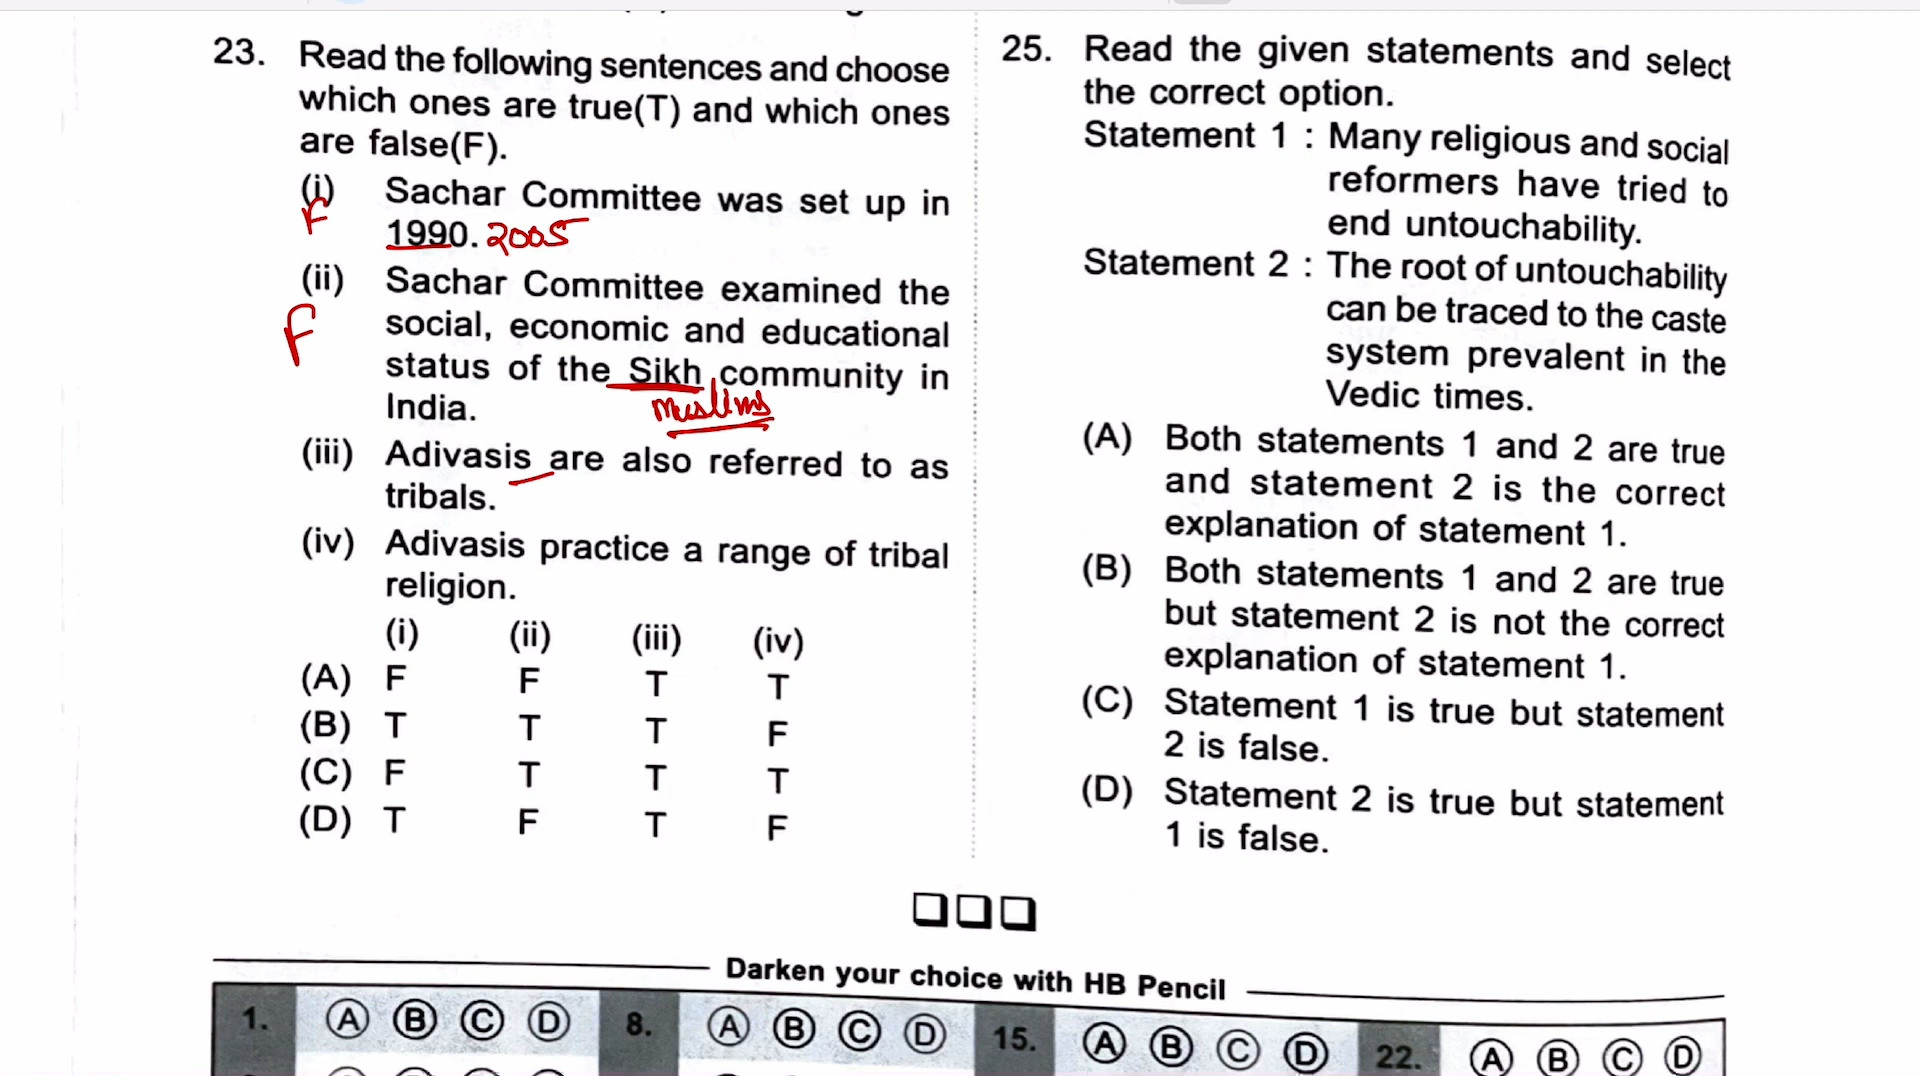 23. Read the following sentences and choose
which ones are true(T) and which ones
are false(F).
(i) Sachar Committee was set up in
F
1990. 2005
(ii) Sachar Committee examined the
F
social, economic and educational
status of the Sikh community in
India. muslims
(iii) Adivasis are also referred to as
tribals.
(iv) Adivasis practice a range of tribal
religion.
(i) (ii) (iii) (iv)
(A) F F T T
(B) T T T F
(C) F T T T
(D) T F T F
25. Read the given statements and select
the correct option.
Statement 1 : Many religious and social
reformers have tried to
end untouchability.
Statement 2 : The root of untouchability
can be traced to the caste
system prevalent in the
Vedic times.
(A) Both statements 1 and 2 are true
and statement 2 is the correct
explanation of statement 1.
(B) Both statements 1 and 2 are true
but statement 2 is not the correct
explanation of statement 1.
(C) Statement 1 is true but statement
2 is false.
(D) Statement 2 is true but statement
1 is false.
Darken your choice with HB Pencil
1. A B C D 8. A B C D 15. A B C D 22. A B C D